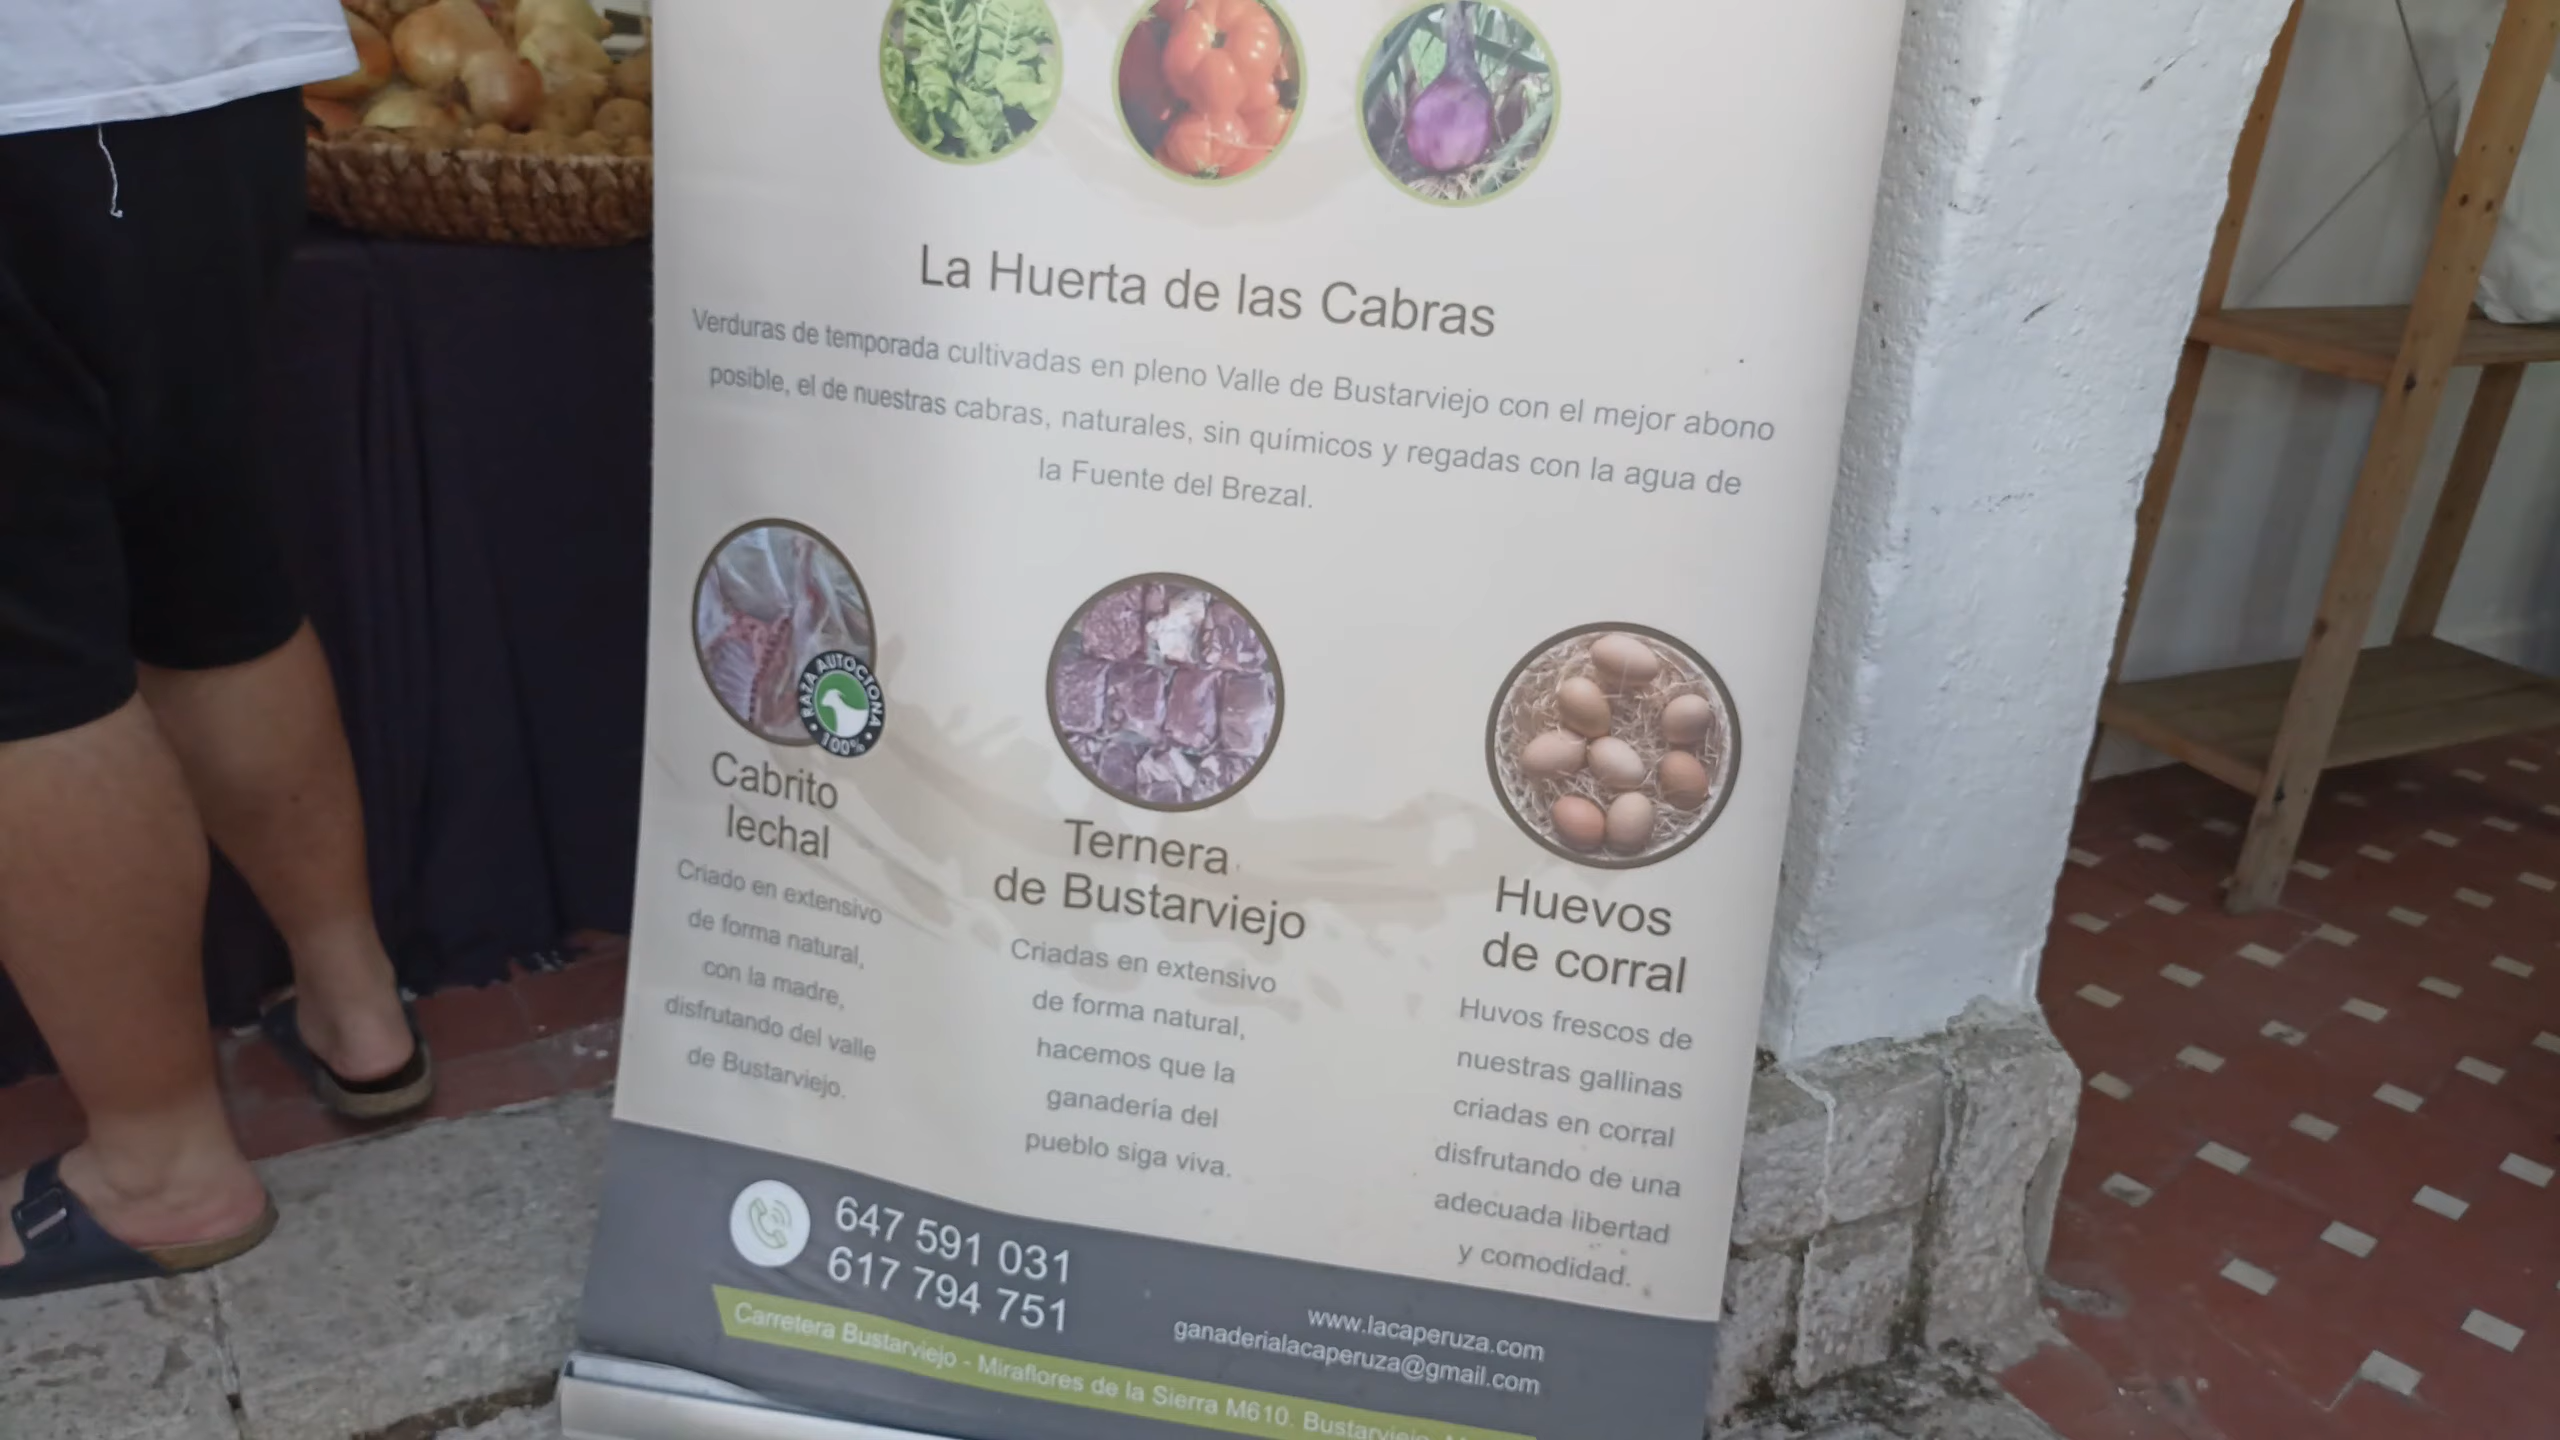 La Huerta de las Cabras
Verduras de temporada cultivadas en pleno Valle de Bustarviejo con el mejor abono
posible, el de nuestras cabras, naturales, sin químicos y regadas con la agua de
la Fuente del Brezal.
RAZA AUTOCTONA
100%
Cabrito
lechal
Criado en extensivo
de forma natural,
con la madre,
disfrutando del valle
de Bustarviejo.
Ternera
de Bustarviejo
Criadas en extensivo
de forma natural,
hacemos que la
ganadería del
pueblo siga viva.
Huevos
de corral
Huvos frescos de
nuestras gallinas
criadas en corral
disfrutando de una
adecuada libertad
y comodidad.
647 591 031
617 794 751
www.lacaperuza.com
ganaderialacaperuza@gmail.com
Carretera Bustarviejo - Miraflores de la Sierra M610. Bustarviejo